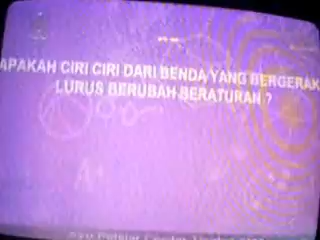 APAKAH CIRI CIRI DARI BENDA YANG BERGERAK
LURUS BERUBAH BERATURAN ?